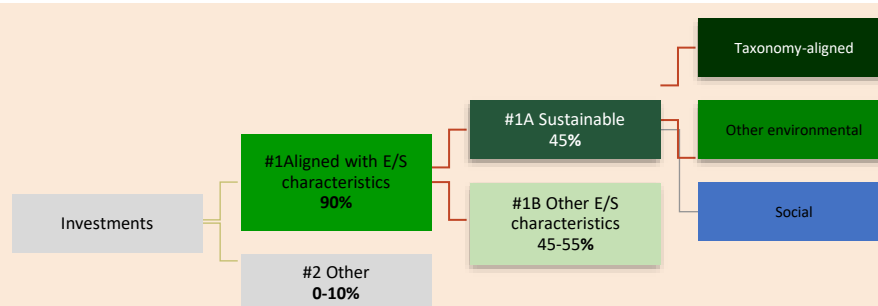 Taxonomy-aligned
#1A Sustainable
45%
Other environmental
#1Aligned with E/S
characteristics
90%
#1B Other E/S
characteristics
45-55%
Social
Investments
#2 Other
0-10%